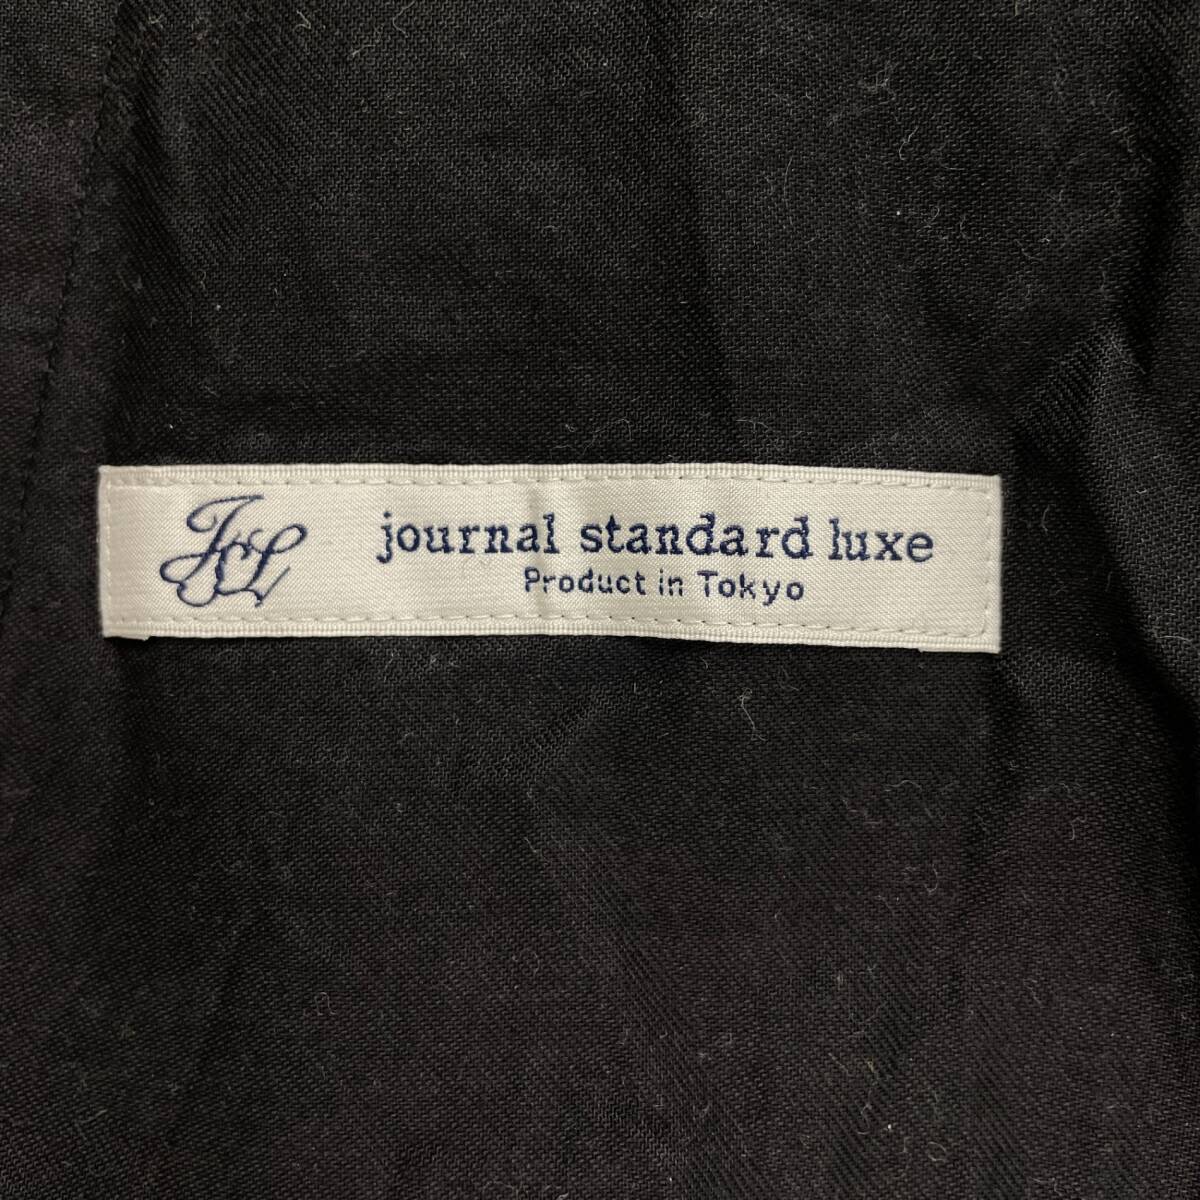 JSL journal standard luxe
Product in Tokyo